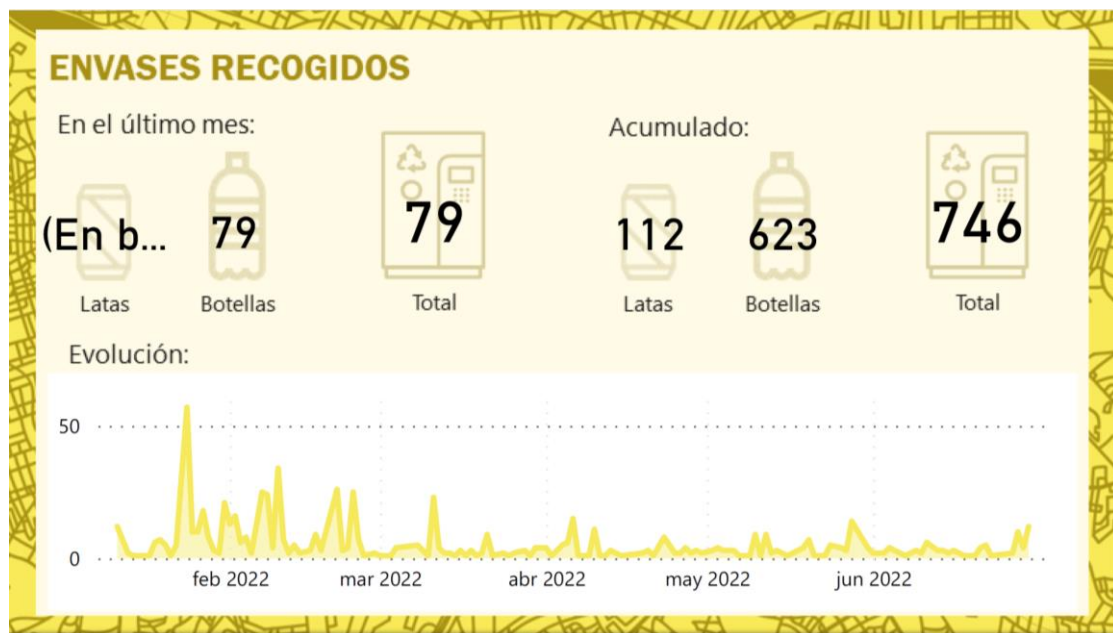 ENVASES RECOGIDOS
En el último mes:
Acumulado:
(En b... 79 79 112 623 746
Latas Botellas Total Latas Botellas Total
Evolución:
50
0
feb 2022 mar 2022 abr 2022 may 2022 jun 2022